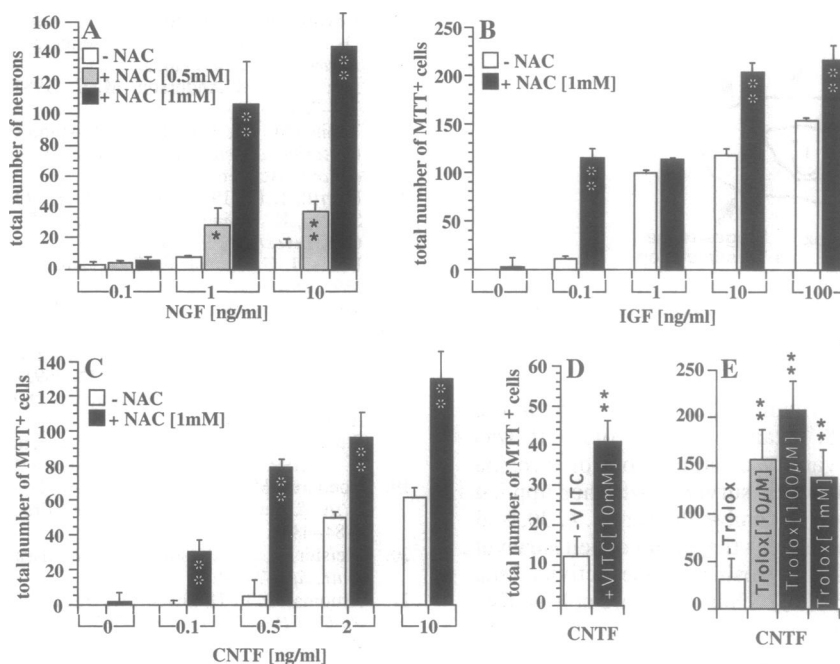 A
- NAC
+ NAC [0.5mM]
+ NAC [1mM]
total number of neurons
160
140
120
100
80
60
40
20
0
*
**
**
**
0.1
1
10
NGF [ng/ml]
B
- NAC
+ NAC [1mM]
total number of MTT+ cells
250
200
150
100
50
0
**
**
**
0
0.1
1
10
100
IGF [ng/ml]
C
- NAC
+ NAC [1mM]
total number of MTT+ cells
140
120
100
80
60
40
20
0
**
**
**
**
0
0.1
0.5
2
10
CNTF [ng/ml]
D
total number of MTT + cells
60
50
40
30
20
10
0
**
-VITC
+VITC[10mM]
CNTF
E
250
200
150
100
50
0
**
**
**
-Trolox
Trolox[10µM]
Trolox[100µM]
Trolox[1mM]
CNTF